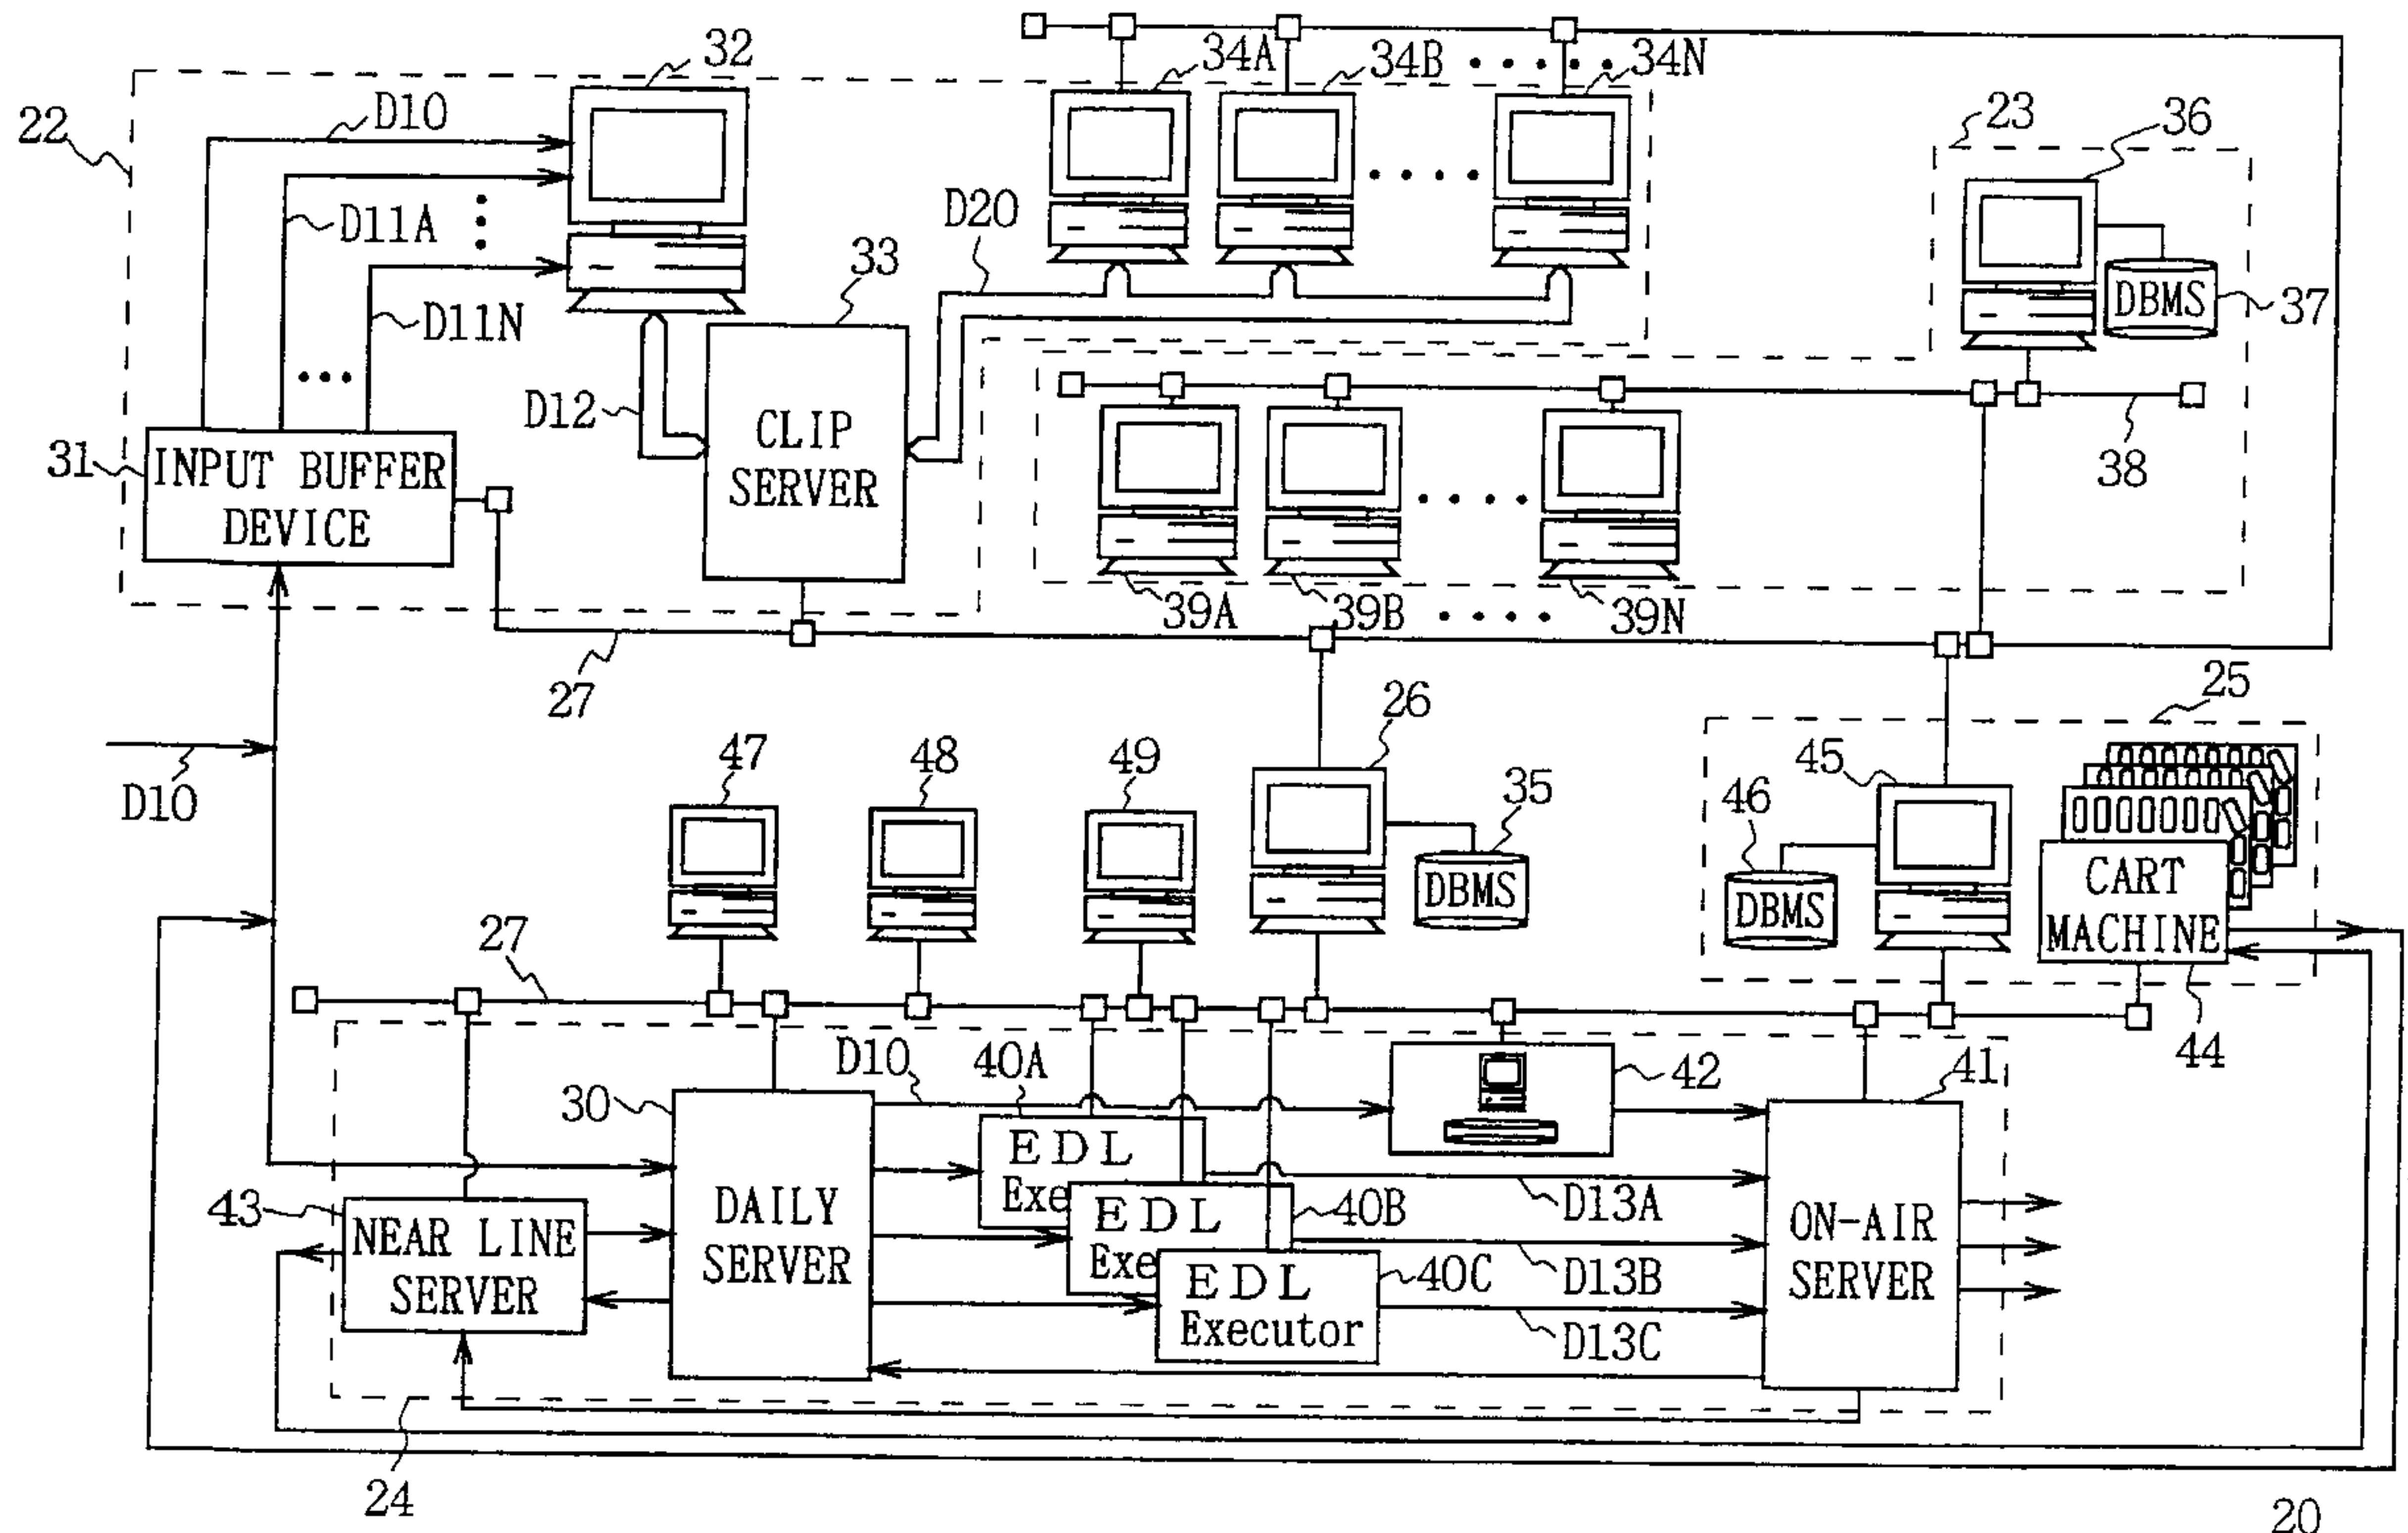 32
34A
34B
34N
22
D10
23
36
D11A
D20
33
DBMS
37
D11N
D12
CLIP
SERVER
31
INPUT BUFFER
DEVICE
38
39A
39B
39N
27
25
D10
47
48
49
26
35
DBMS
45
46
DBMS
CART
MACHINE
27
44
D10
40A
42
41
30
EDL
Exe
D13A
43
NEAR LINE
SERVER
DAILY
SERVER
EDL
Exe
40B
D13B
ON-AIR
SERVER
EDL
Executor
40C
D13C
24
20